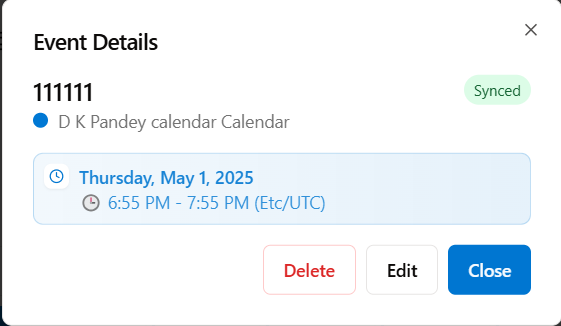 Event Details
111111
Synced
D K Pandey calendar Calendar
Thursday, May 1, 2025
6:55 PM - 7:55 PM (Etc/UTC)
Delete
Edit
Close